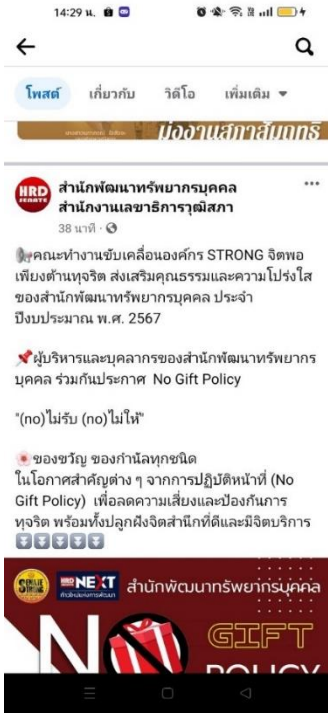 14:29 น.
โพสต์ เกี่ยวกับ วิดีโอ เพิ่มเติม
HRD
SENATE
สำนักพัฒนาทรัพยากรบุคคล
สำนักงานเลขาธิการวุฒิสภา
38 นาที
คณะทำงานขับเคลื่อนองค์กร STRONG จิตพอ
เพียงต้านทุจริต ส่งเสริมคุณธรรมและความโปร่งใส
ของสำนักพัฒนาทรัพยากรบุคคล ประจำ
ปีงบประมาณ พ.ศ. 2567
ผู้บริหารและบุคลากรของสำนักพัฒนาทรัพยากร
บุคคล ร่วมกันประกาศ No Gift Policy
"(no)ไม่รับ (no)ไม่ให้"
ของขวัญ ของกำนัลทุกชนิด
ในโอกาสสำคัญต่าง ๆ จากการปฏิบัติหน้าที่ (No
Gift Policy) เพื่อลดความเสี่ยงและป้องกันการ
ทุจริต พร้อมทั้งปลูกฝังจิตสำนึกที่ดีและมีจิตบริการ
NEXT สำนักพัฒนาทรัพยากรบุคคล
NO GIFT
POLICY